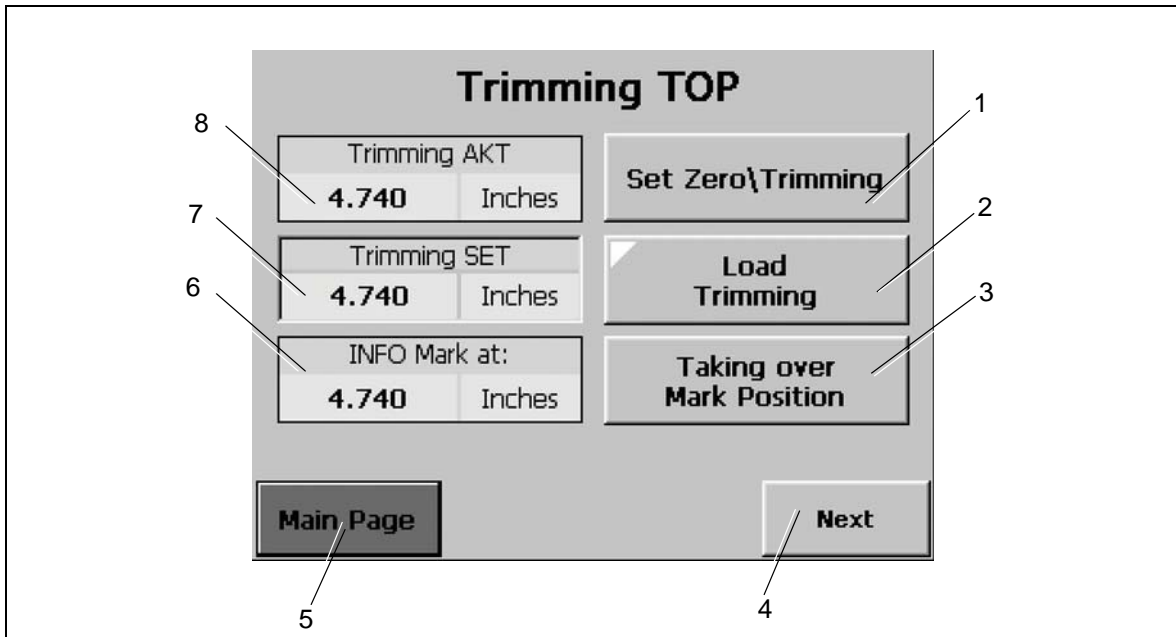 Trimming TOP
8
1
Trimming AKT
4.740 Inches
Set Zero\Trimming
7
2
Trimming SET
4.740 Inches
Load
Trimming
6
3
INFO Mark at:
4.740 Inches
Taking over
Mark Position
Main Page
Next
5
4